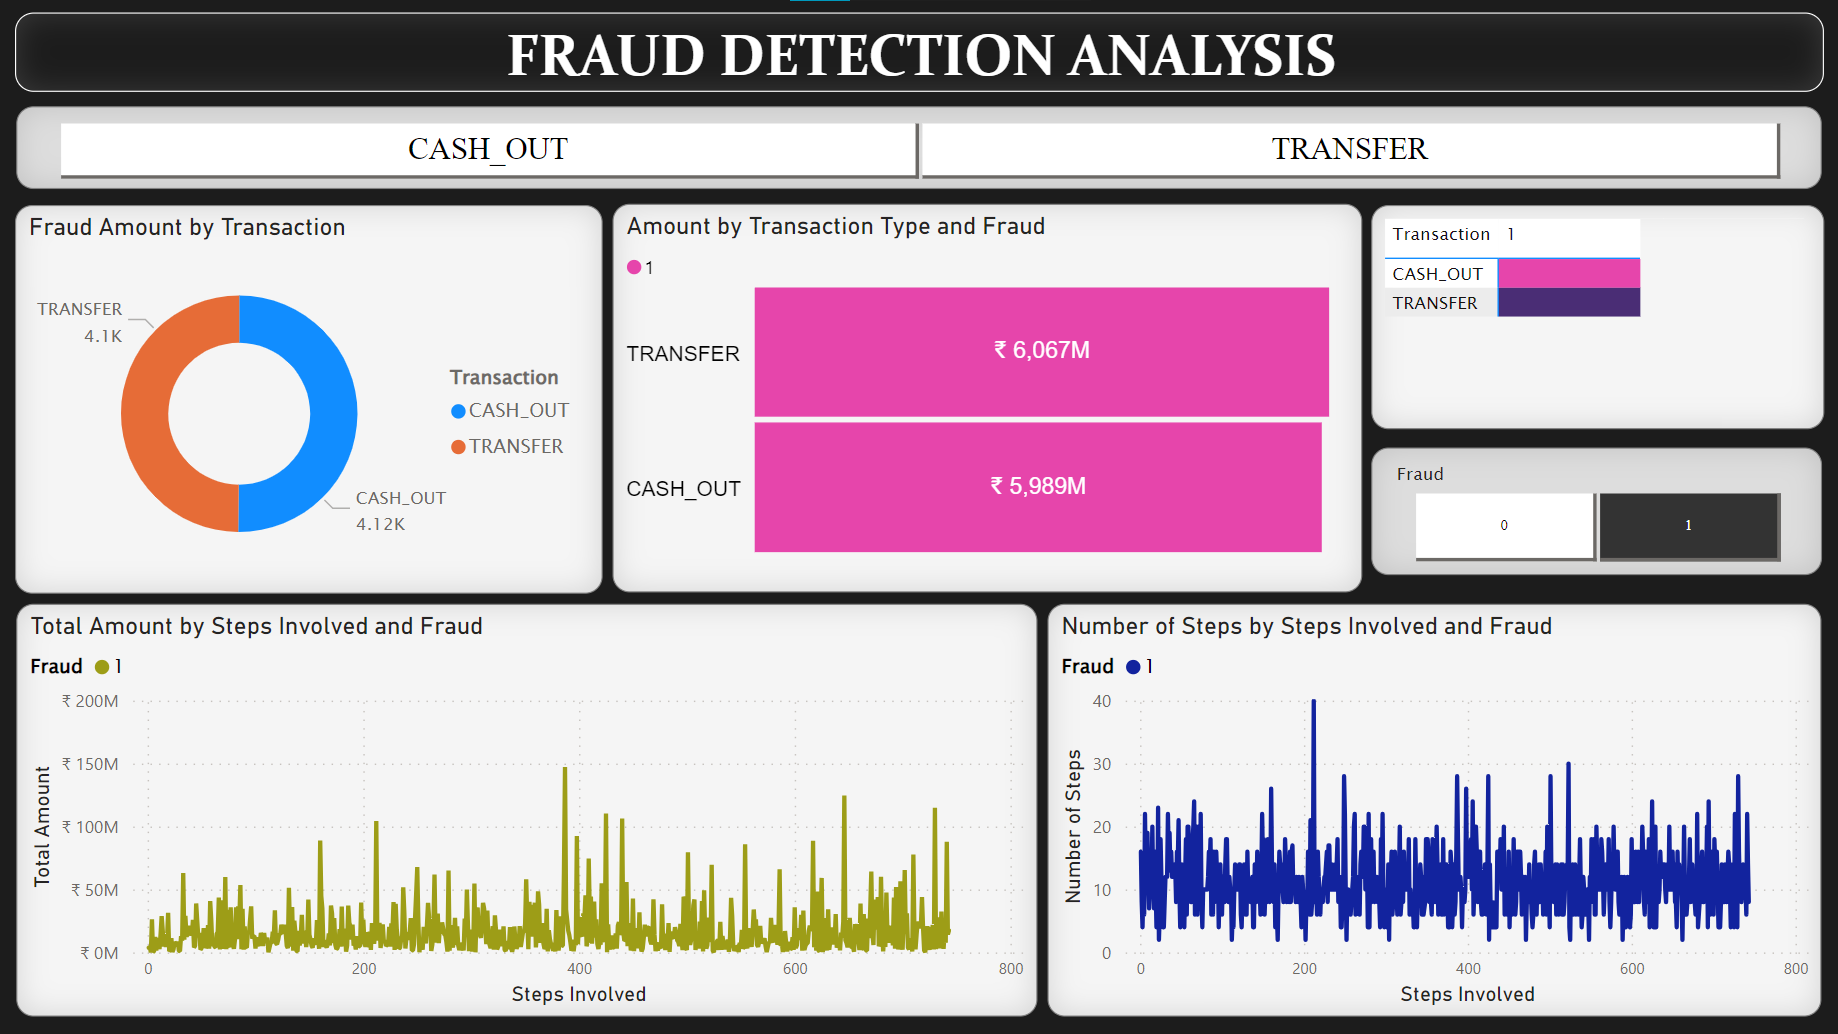 FRAUD DETECTION ANALYSIS
CASH_OUT
TRANSFER
Fraud Amount by Transaction
TRANSFER
4.1K
Transaction
CASH_OUT
TRANSFER
CASH_OUT
4.12K
Amount by Transaction Type and Fraud
1
TRANSFER
₹ 6,067M
CASH_OUT
₹ 5,989M
Transaction 1
CASH_OUT
TRANSFER
Fraud
0
1
Total Amount by Steps Involved and Fraud
Fraud 1
Total Amount
₹ 200M
₹ 150M
₹ 100M
₹ 50M
₹ 0M
0 200 400 600 800
Steps Involved
Number of Steps by Steps Involved and Fraud
Fraud 1
Number of Steps
40
30
20
10
0
0 200 400 600 800
Steps Involved